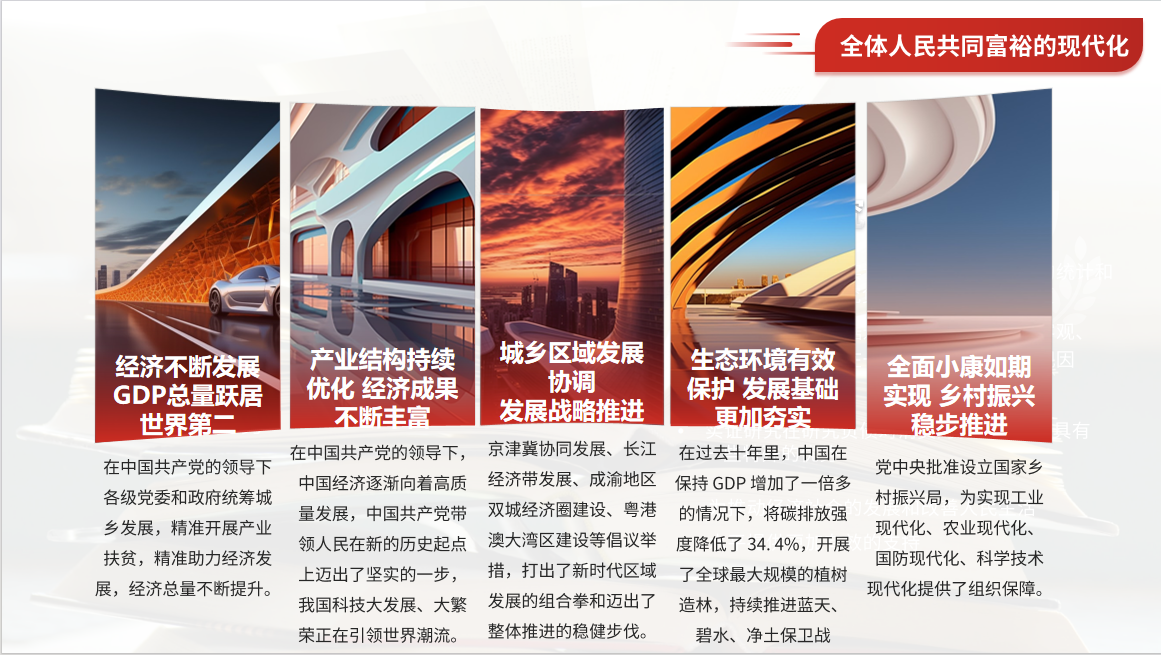 全体人民共同富裕的现代化
经济不断发展
GDP总量跃居
世界第二
在中国共产党的领导下
各级党委和政府统筹城
乡发展，精准开展产业
扶贫，精准助力经济发
展，经济总量不断提升。
产业结构持续
优化 经济成果
不断丰富
在中国共产党的领导下，
中国经济逐渐向着高质
量发展，中国共产党带
领人民在新的历史起点
上迈出了坚实的一步，
我国科技大发展、大繁
荣正在引领世界潮流。
城乡区域发展
协调
发展战略推进
京津冀协同发展、长江
经济带发展、成渝地区
双城经济圈建设、粤港
澳大湾区建设等倡议举
措，打出了新时代区域
发展的组合拳和迈出了
整体推进的稳健步伐。
生态环境有效
保护 发展基础
更加夯实
在过去十年里，中国在
保持 GDP 增加了一倍多
的情况下，将碳排放强
度降低了 34. 4%，开展
了全球最大规模的植树
造林，持续推进蓝天、
碧水、净土保卫战
全面小康如期
实现 乡村振兴
稳步推进
党中央批准设立国家乡
村振兴局，为实现工业
现代化、农业现代化、
国防现代化、科学技术
现代化提供了组织保障。
观、
因
具有